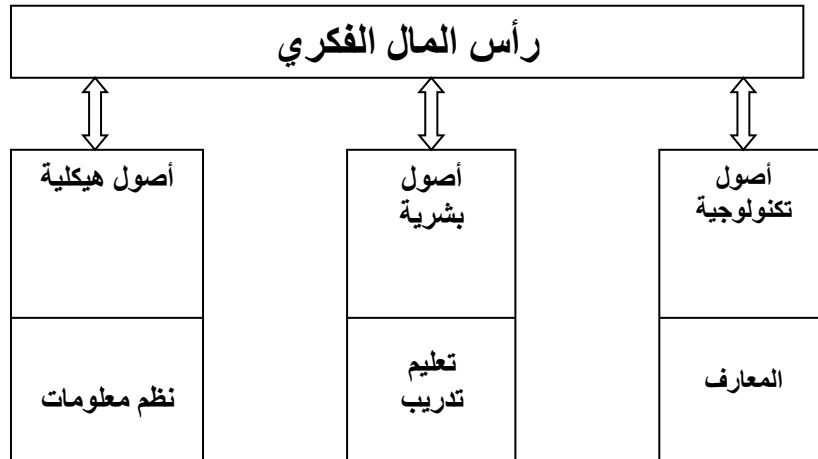 رأس المال الفكري
أصول
تكنولوجية
المعارف
أصول
بشرية
تعليم
تدريب
أصول هيكلية
نظم معلومات